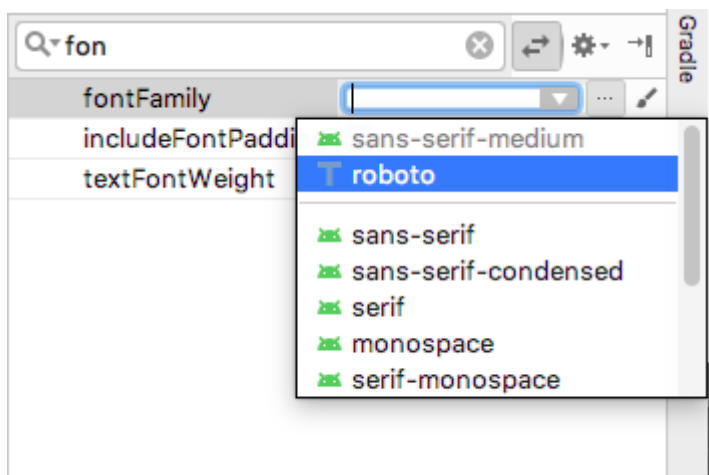 fon
Gradle
fontFamily
...
includeFontPaddi
sans-serif-medium
textFontWeight
roboto
sans-serif
sans-serif-condensed
serif
monospace
serif-monospace